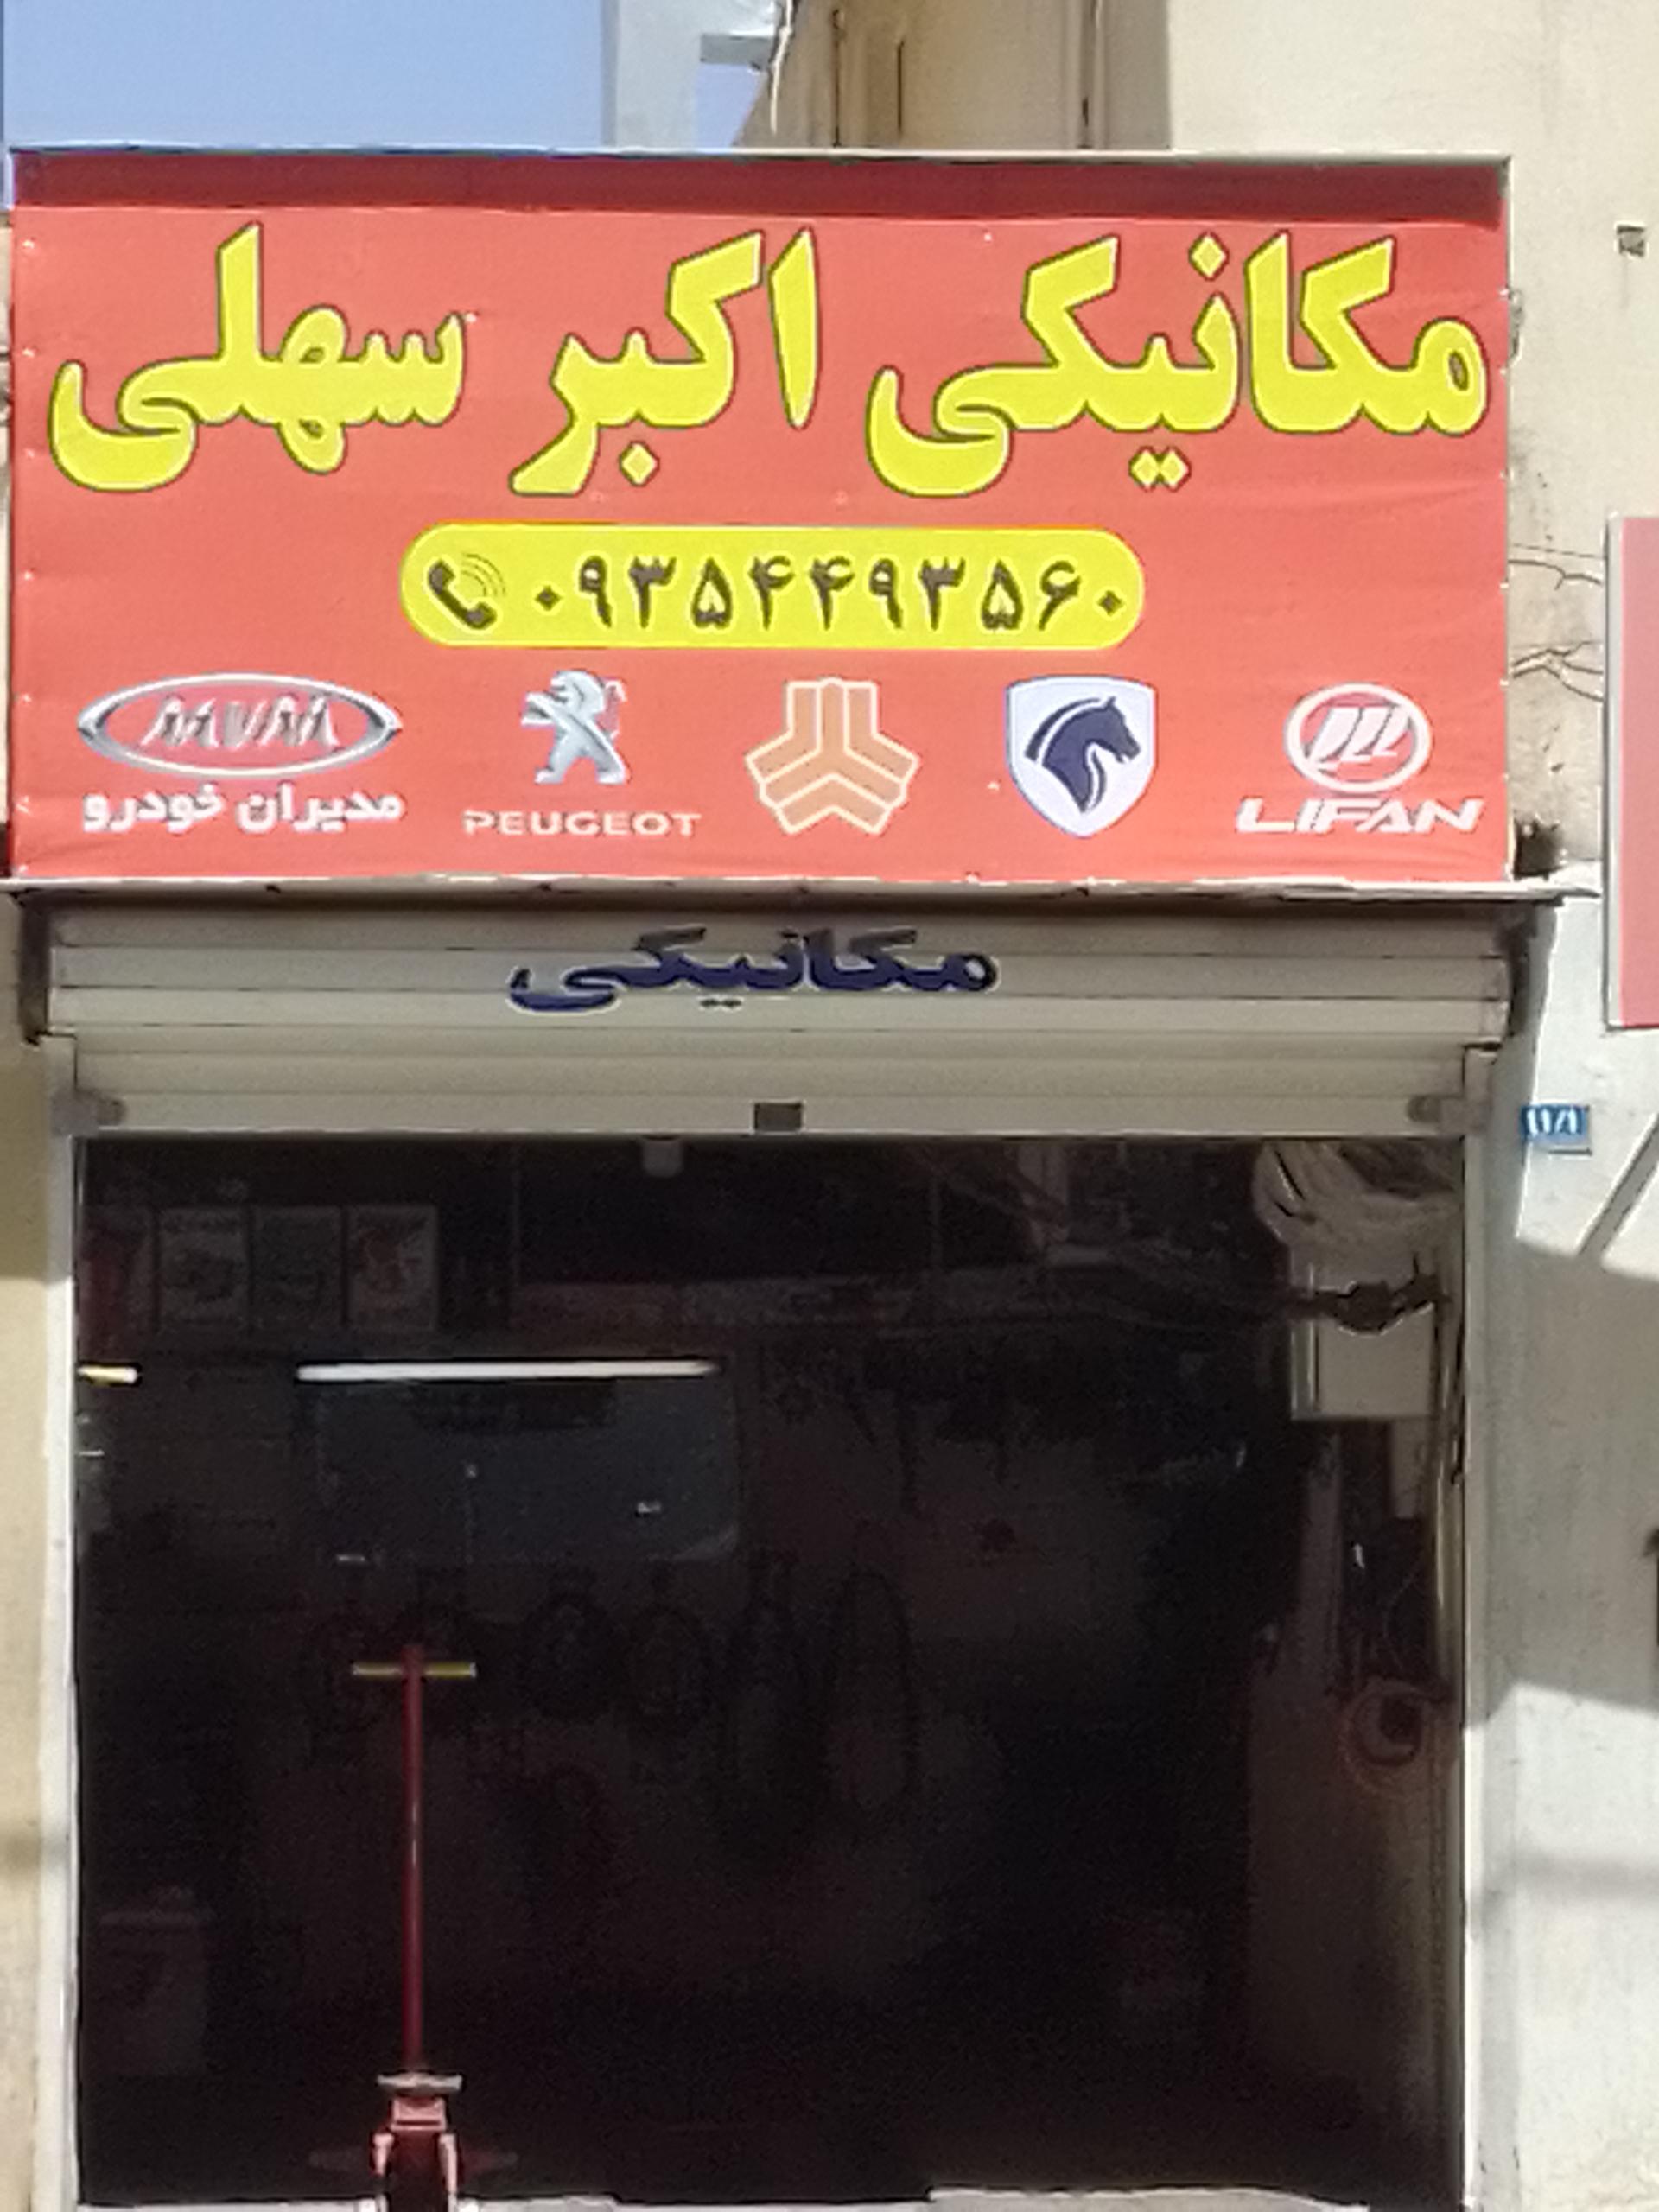 مکانیکی اکبر سهلی
۰۹۳۵۴۴۹۳۵۶۰
MVM
مدیران خودرو
PEUGEOT
LIFAN
مکانیکی